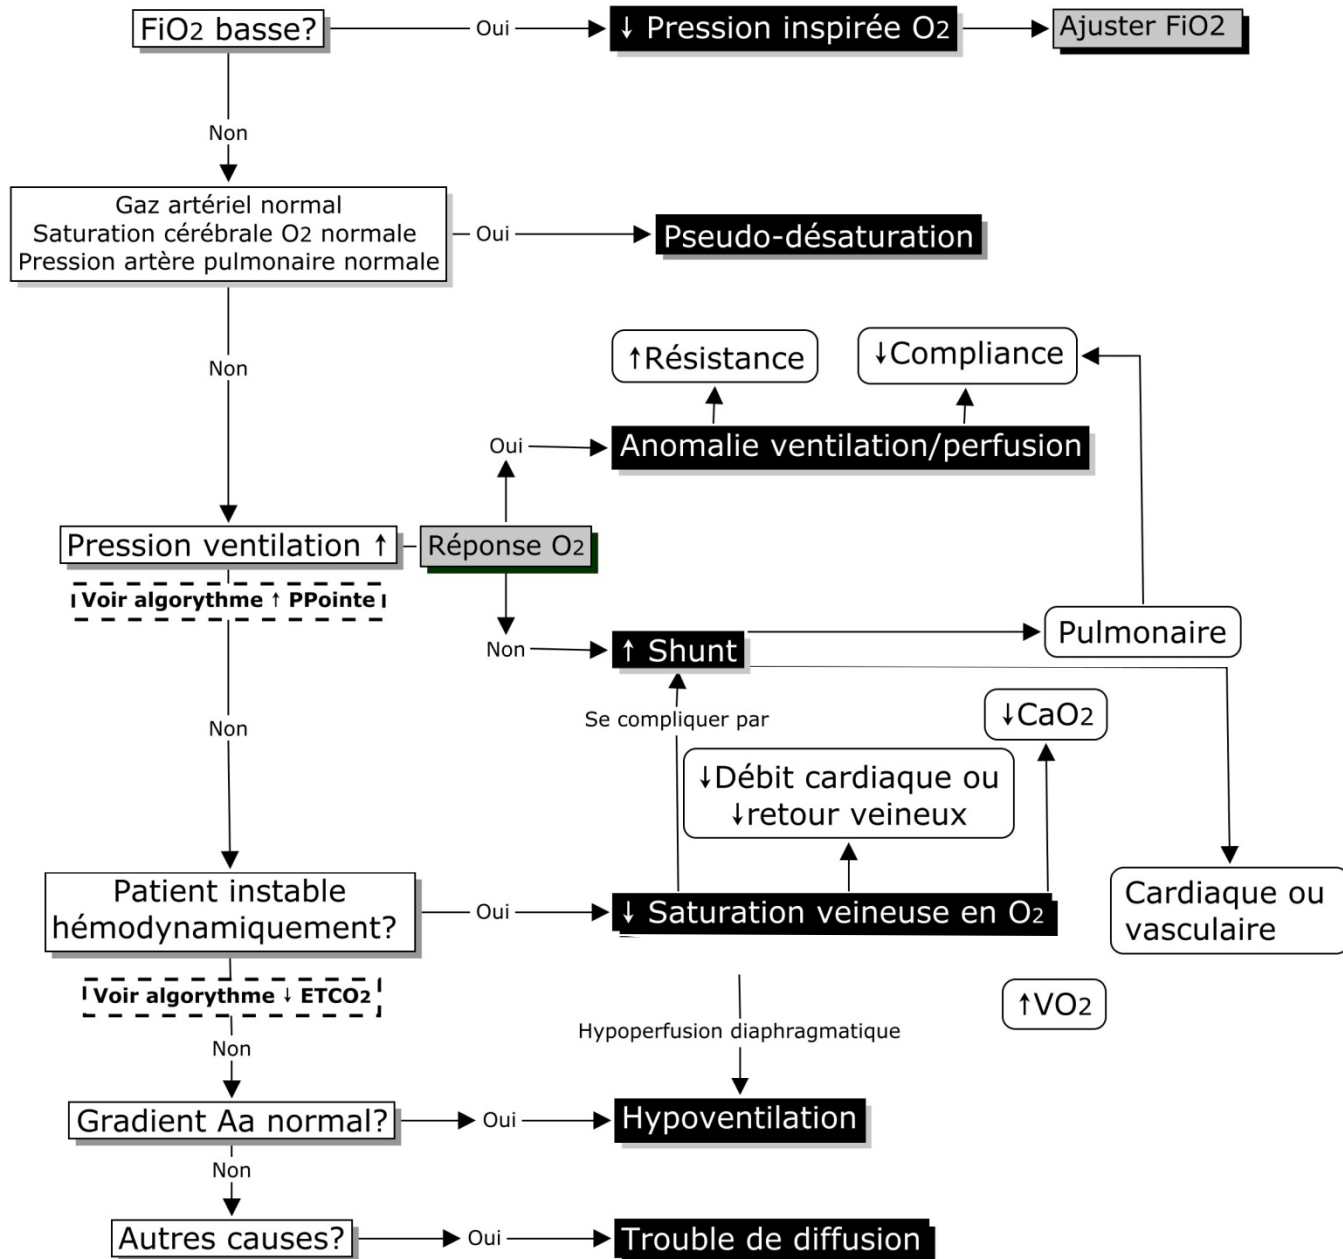 FiO2 basse?
Oui
↓ Pression inspirée O2
Ajuster FiO2
Non
Gaz artériel normal
Saturation cérébrale O2 normale
Pression artère pulmonaire normale
Oui
Pseudo-désaturation
Non
↑Résistance
↓Compliance
Oui
Anomalie ventilation/perfusion
Pression ventilation ↑
Réponse O2
Voir algorythme ↑ PPointe
Non
↑ Shunt
Pulmonaire
Se compliquer par
Non
↓CaO2
↓Débit cardiaque ou
↓retour veineux
Patient instable
hémodynamiquement?
Oui
↓ Saturation veineuse en O2
Cardiaque ou
vasculaire
Voir algorythme ↓ ETCO2
↑VO2
Hypoperfusion diaphragmatique
Non
Gradient Aa normal?
Oui
Hypoventilation
Non
Autres causes?
Oui
Trouble de diffusion